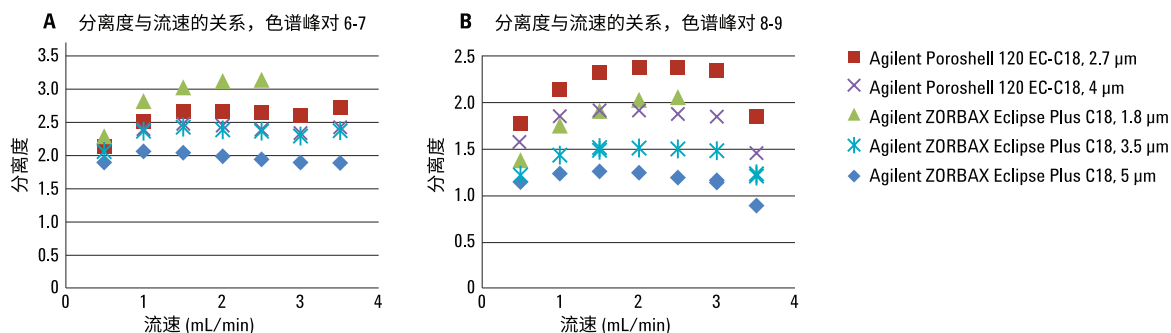 A 分离度与流速的关系，色谱峰对 6-7
3.5
3.0
2.5
2.0
1.5
1.0
0.5
0
分离度
0 1 2 3 4
流速 (mL/min)
B 分离度与流速的关系，色谱峰对 8-9
2.5
2.0
1.5
1.0
0.5
0
分离度
0 1 2 3 4
流速 (mL/min)
Agilent Poroshell 120 EC-C18, 2.7 µm
Agilent Poroshell 120 EC-C18, 4 µm
Agilent ZORBAX Eclipse Plus C18, 1.8 µm
Agilent ZORBAX Eclipse Plus C18, 3.5 µm
Agilent ZORBAX Eclipse Plus C18, 5 µm